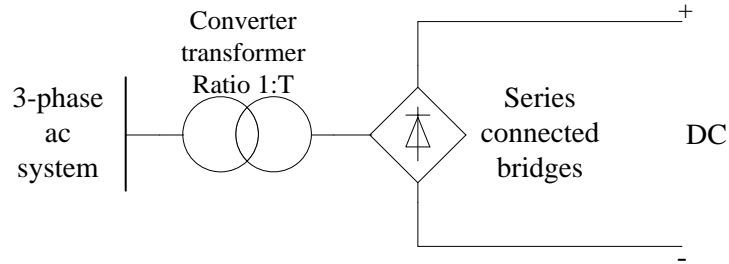 Converter
transformer
Ratio 1:T
3-phase
ac
system
Series
connected
bridges
+
DC
-